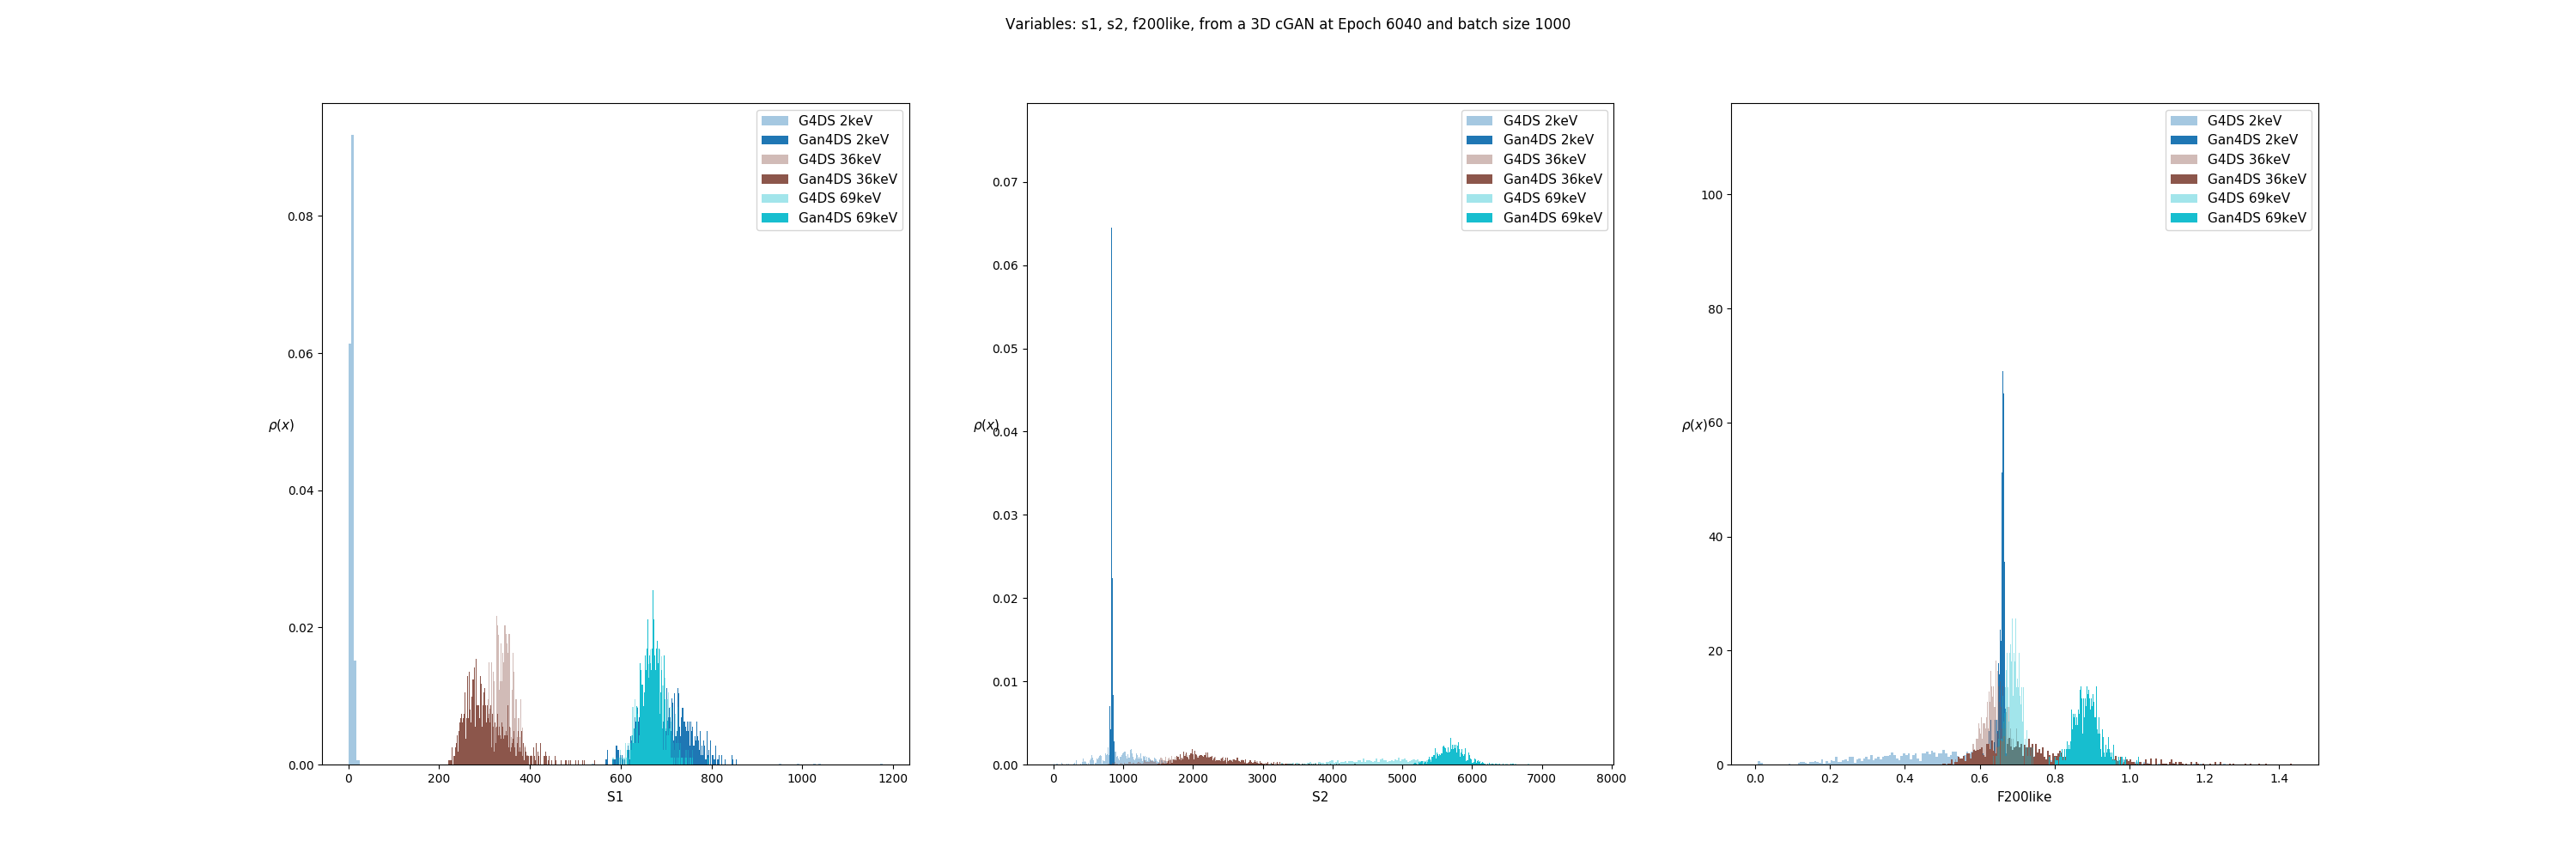 Variables: s1, s2, f200like, from a 3D cGAN at Epoch 6040 and batch size 1000
G4DS 2keV
Gan4DS 2keV
G4DS 36keV
Gan4DS 36keV
G4DS 69keV
Gan4DS 69keV
0.08
0.06
0.04
0.02
0.00
ρ(x)
0
200
400
600
800
1000
1200
S1
G4DS 2keV
Gan4DS 2keV
G4DS 36keV
Gan4DS 36keV
G4DS 69keV
Gan4DS 69keV
0.07
0.06
0.05
0.04
0.03
0.02
0.01
0.00
ρ(x)
0
1000
2000
3000
4000
5000
6000
7000
8000
S2
G4DS 2keV
Gan4DS 2keV
G4DS 36keV
Gan4DS 36keV
G4DS 69keV
Gan4DS 69keV
100
80
60
40
20
0
ρ(x)
0.0
0.2
0.4
0.6
0.8
1.0
1.2
1.4
F200like